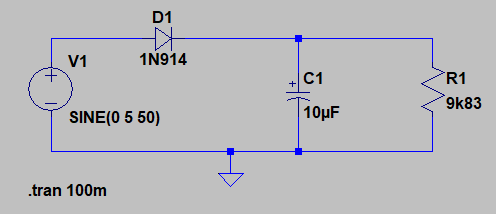 D1
1N914
V1
SINE(0 5 50)
C1
10µF
R1
9k83
.tran 100m